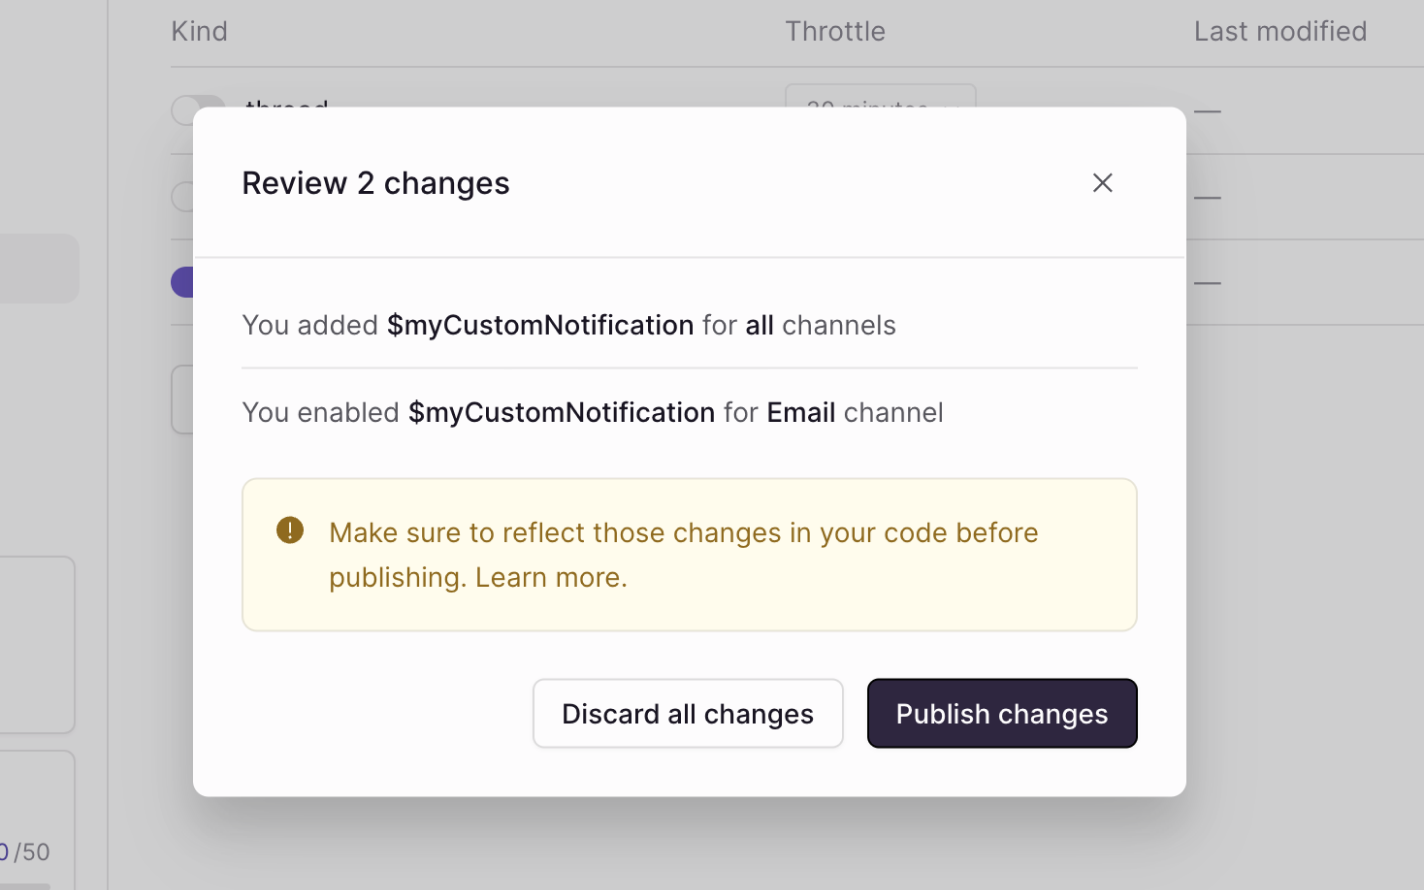 Kind Throttle Last modified
thread 30 minutes —
—
—
Review 2 changes
You added $myCustomNotification for all channels
You enabled $myCustomNotification for Email channel
Make sure to reflect those changes in your code before
publishing. Learn more.
Discard all changes Publish changes
0/50